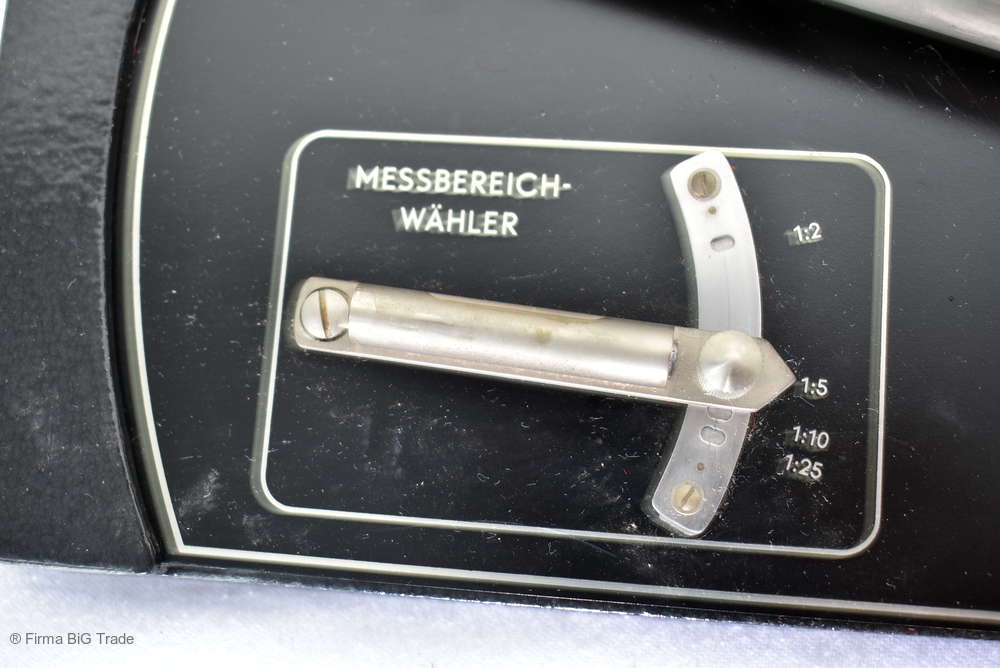 MESSBEREICH-
WÄHLER
1:2
1:5
1:10
1:25
® Firma BiG Trade